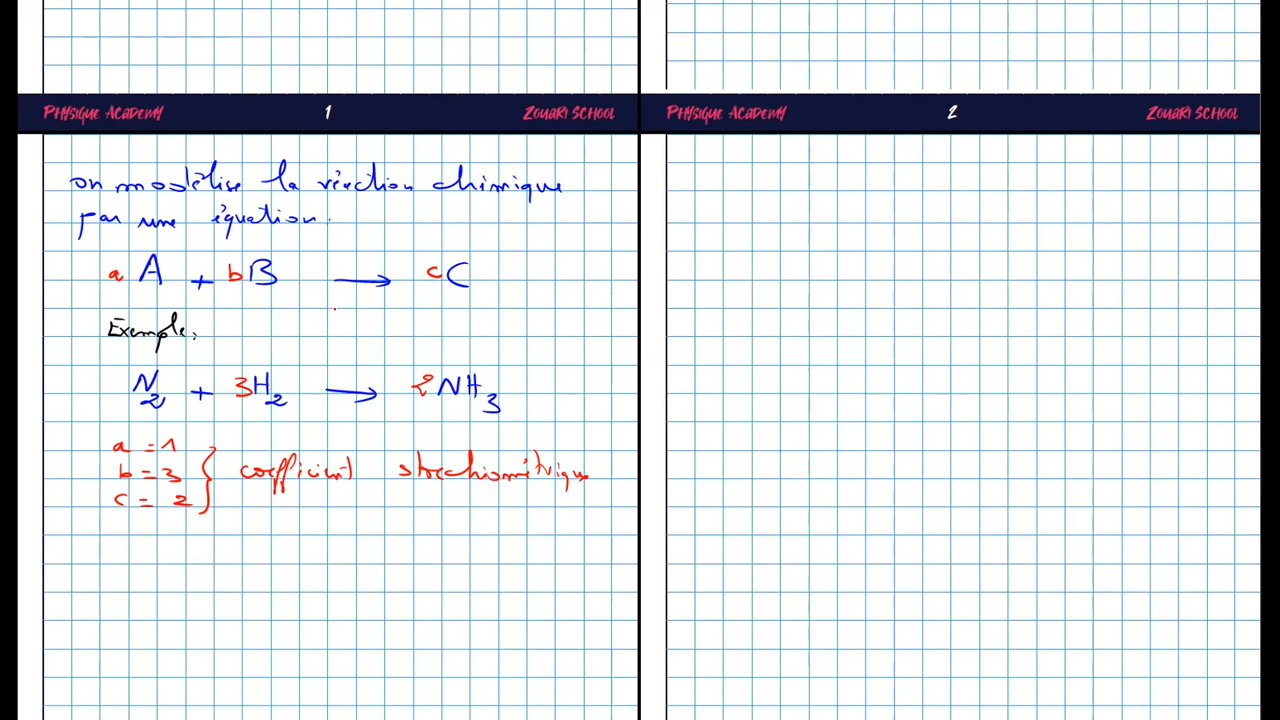 PHYSIQUE ACADEMY 1 ZOUARI SCHOOL
on modèlise la réaction chimique
par une équation.
aA + bB → cC
Exemple:
N₂ + 3H₂ → 2NH₃
a = 1
b = 3 } coefficient stœchiométrique
c = 2
PHYSIQUE ACADEMY 2 ZOUARI SCHOOL